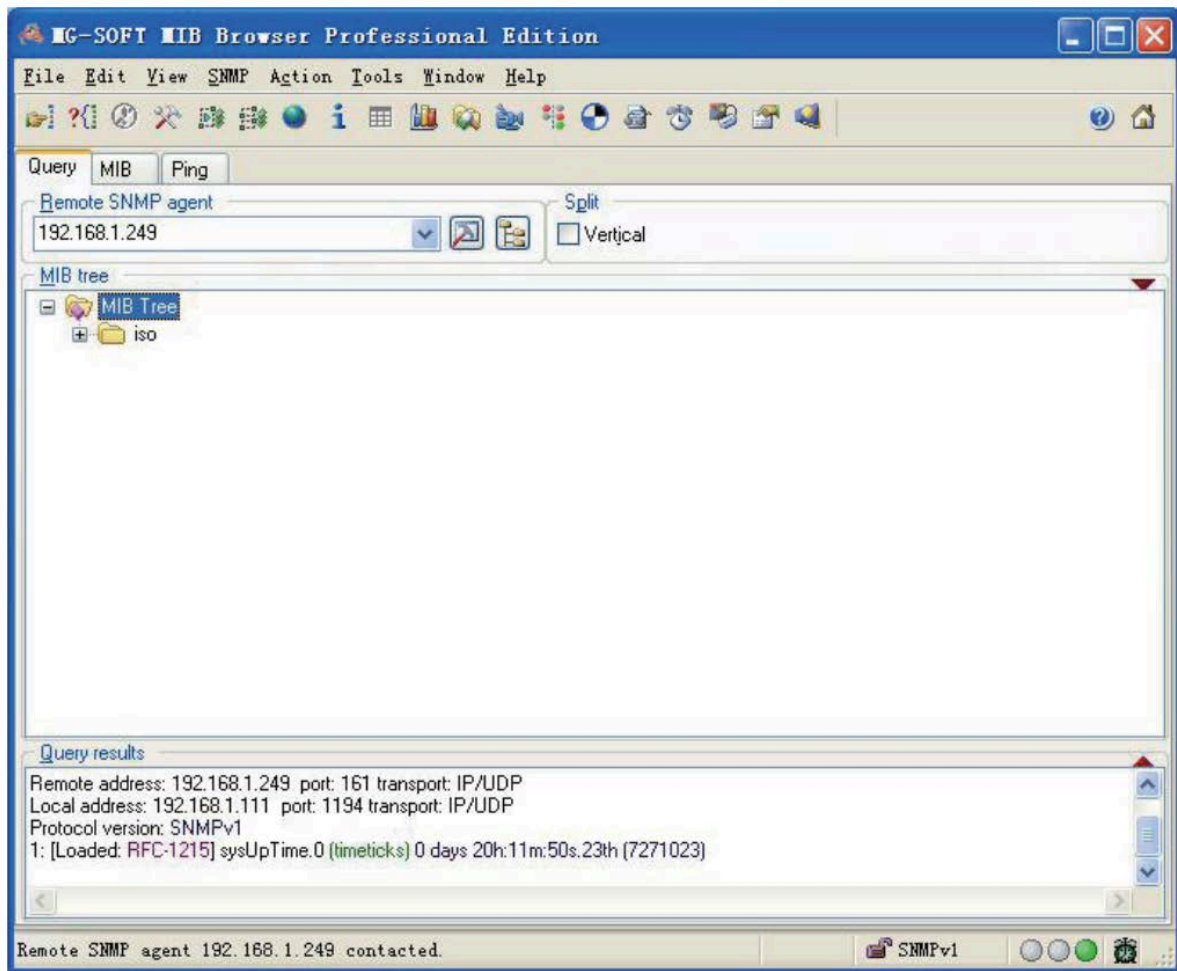 MG-SOFT MIB Browser Professional Edition
File Edit View SNMP Action Tools Window Help
Query MIB Ping
Remote SNMP agent
Split
192.168.1.249
Vertical
MIB tree
MIB Tree
iso
Query results
Remote address: 192.168.1.249 port: 161 transport: IP/UDP
Local address: 192.168.1.111 port: 1194 transport: IP/UDP
Protocol version: SNMPv1
1: [Loaded: RFC-1215] sysUpTime.0 (timeticks) 0 days 20h:11m:50s.23th (7271023)
Remote SNMP agent 192.168.1.249 contacted.
SNMPv1